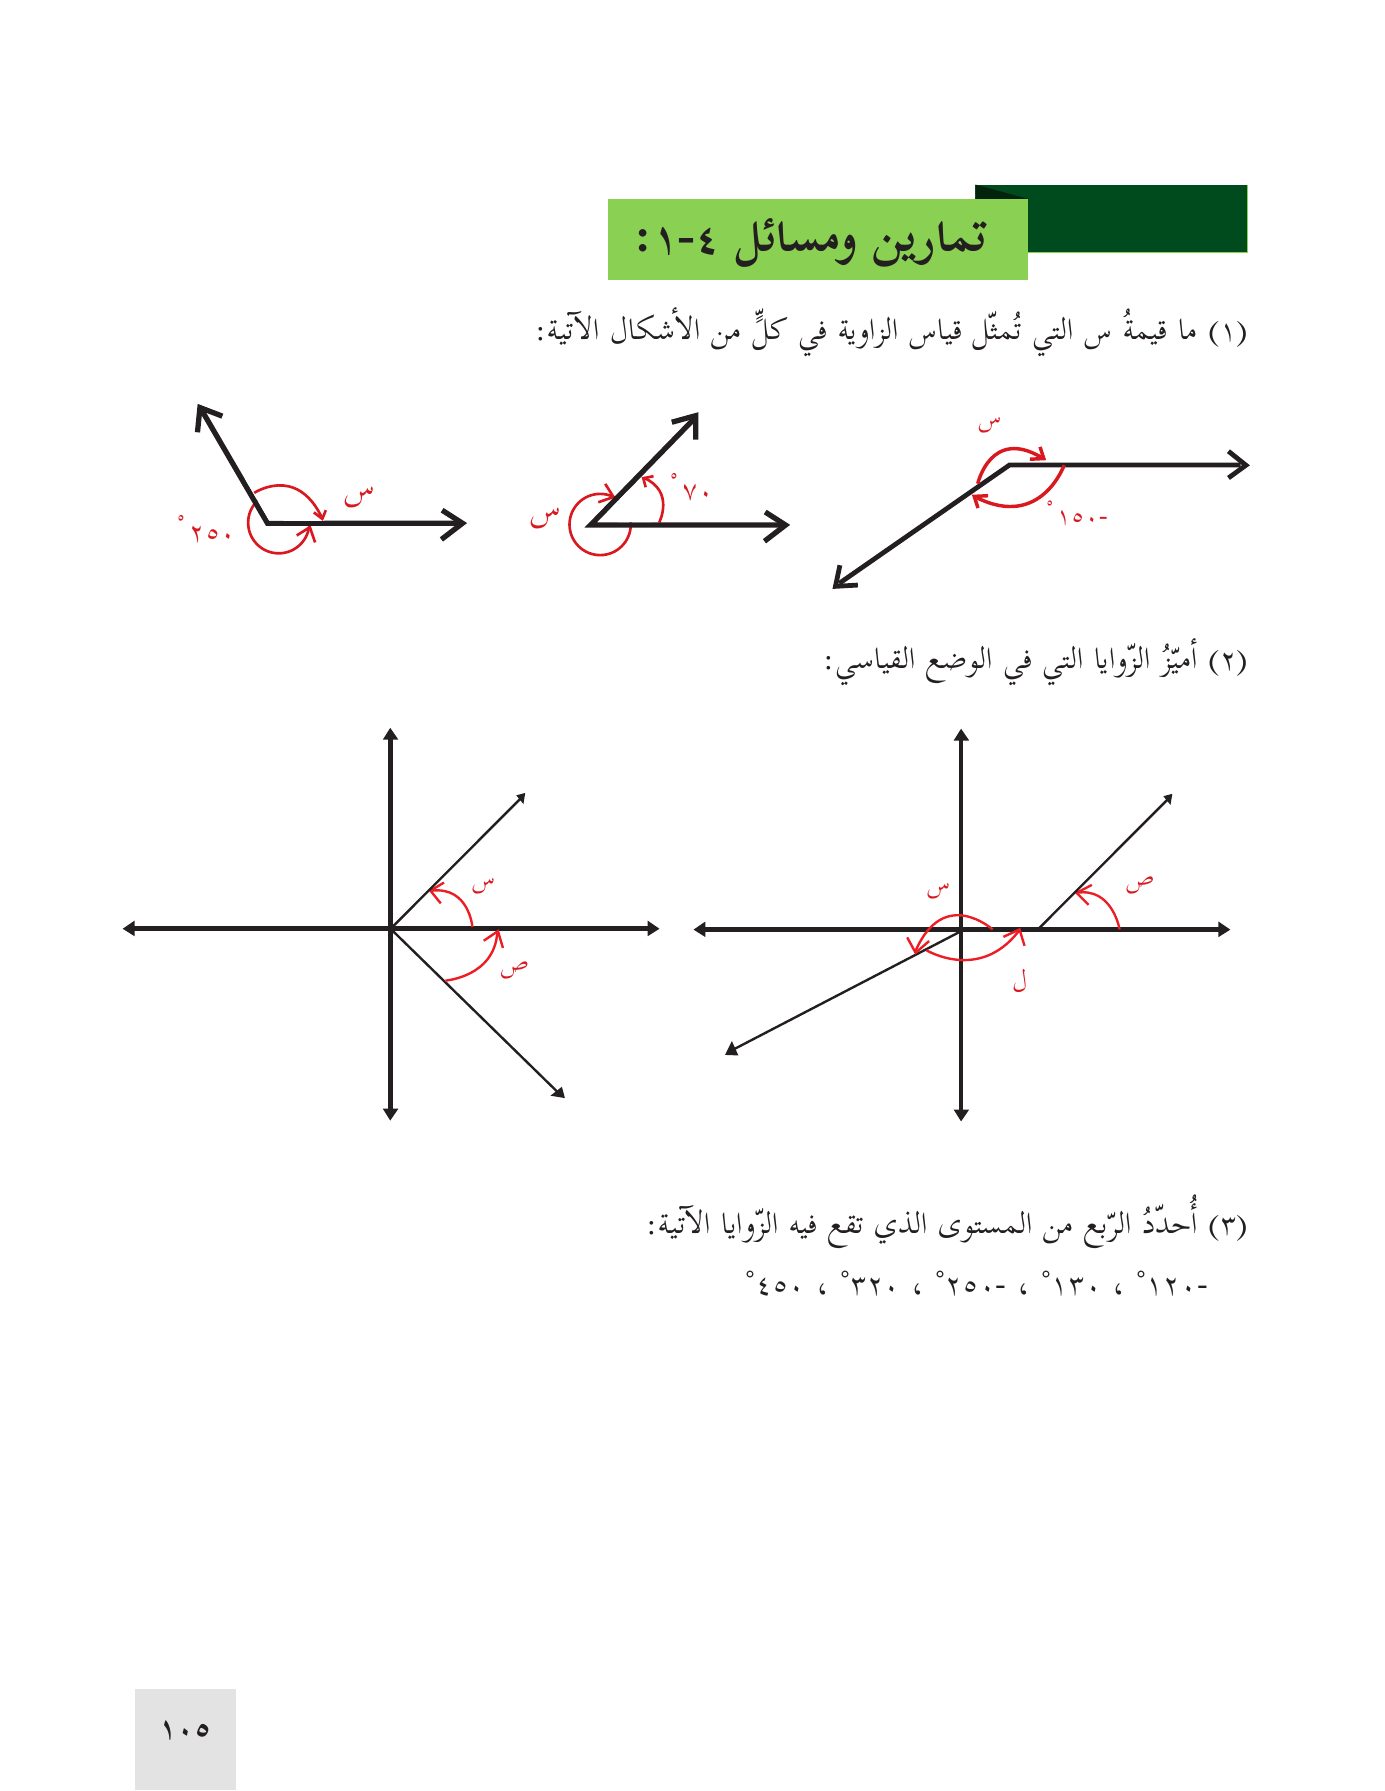 تمارين ومسائل ٤-١:
(١) ما قيمةُ س التي تُمثّل قياس الزاوية في كلٍّ من الأشكال الآتية:
س
-١٥٠°
٧٠°
س
س
٢٥٠°
(٢) أميّزُ الزّوايا التي في الوضع القياسي:
ص
س
ل
س
ص
(٣) أُحدّدُ الرّبع من المستوى الذي تقع فيه الزّوايا الآتية:
-١٢٠° ، ١٣٠° ، -٢٥٠° ، ٣٢٠° ، ٤٥٠°
١٠٥